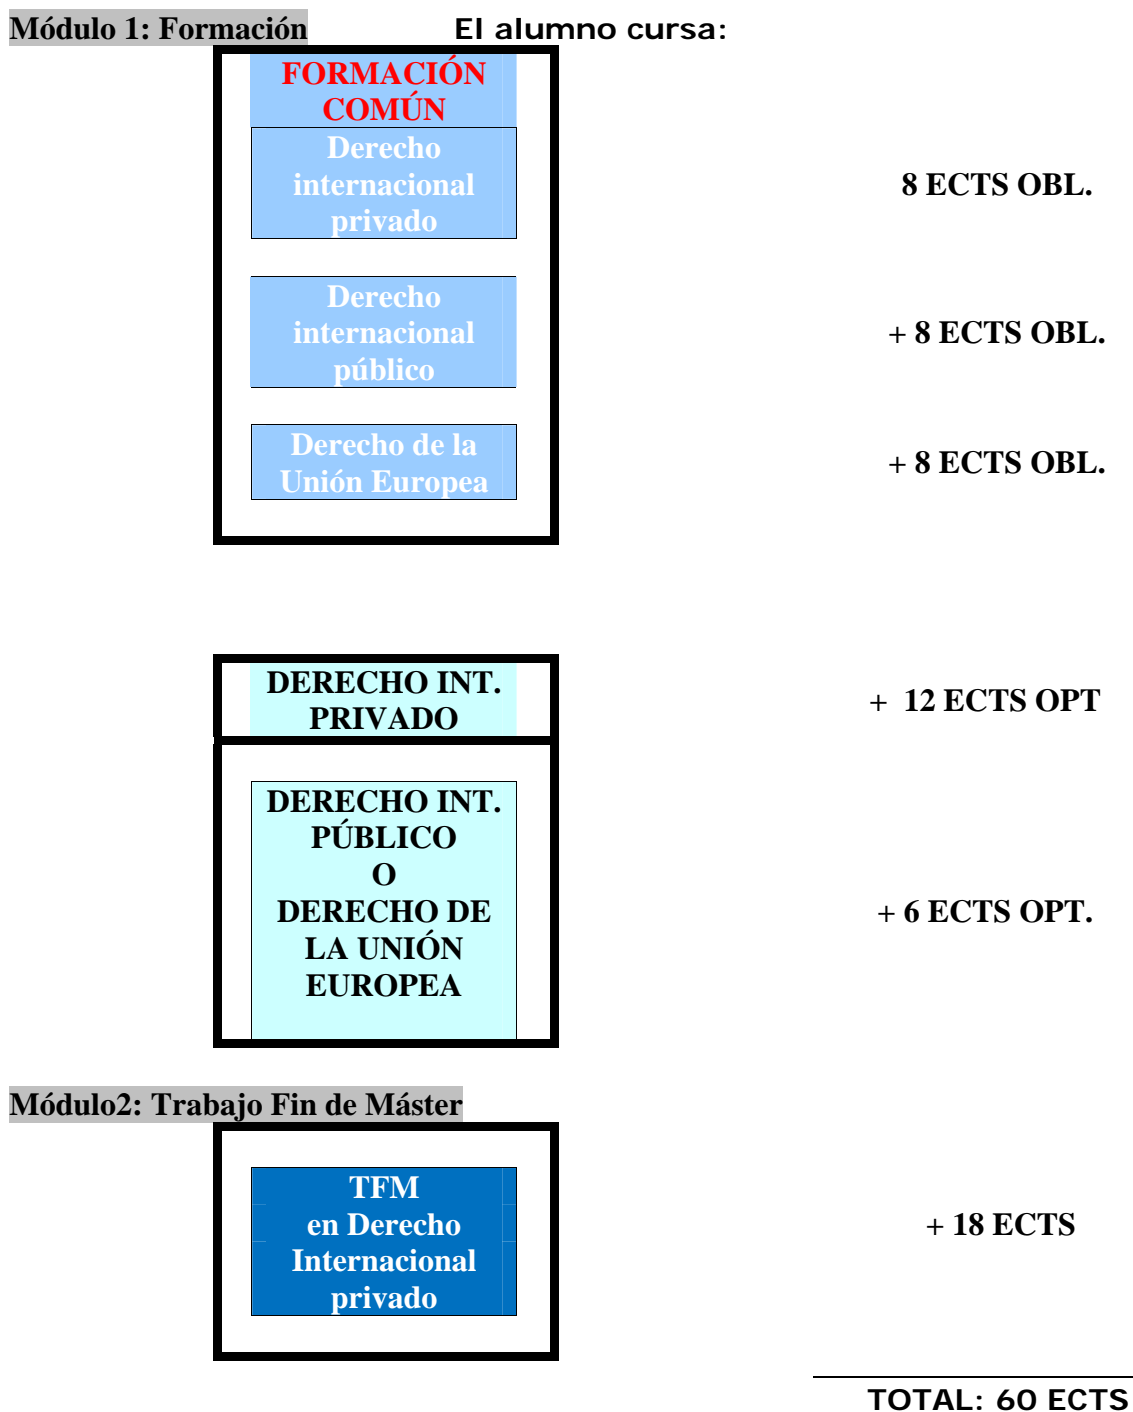 Módulo 1: Formación El alumno cursa:
FORMACIÓN
COMÚN
Derecho
internacional
privado
8 ECTS OBL.
Derecho
internacional
público
+ 8 ECTS OBL.
Derecho de la
Unión Europea
+ 8 ECTS OBL.
DERECHO INT.
PRIVADO
+ 12 ECTS OPT
DERECHO INT.
PÚBLICO
O
DERECHO DE
LA UNIÓN
EUROPEA
+ 6 ECTS OPT.
Módulo2: Trabajo Fin de Máster
TFM
en Derecho
Internacional
privado
+ 18 ECTS
TOTAL: 60 ECTS